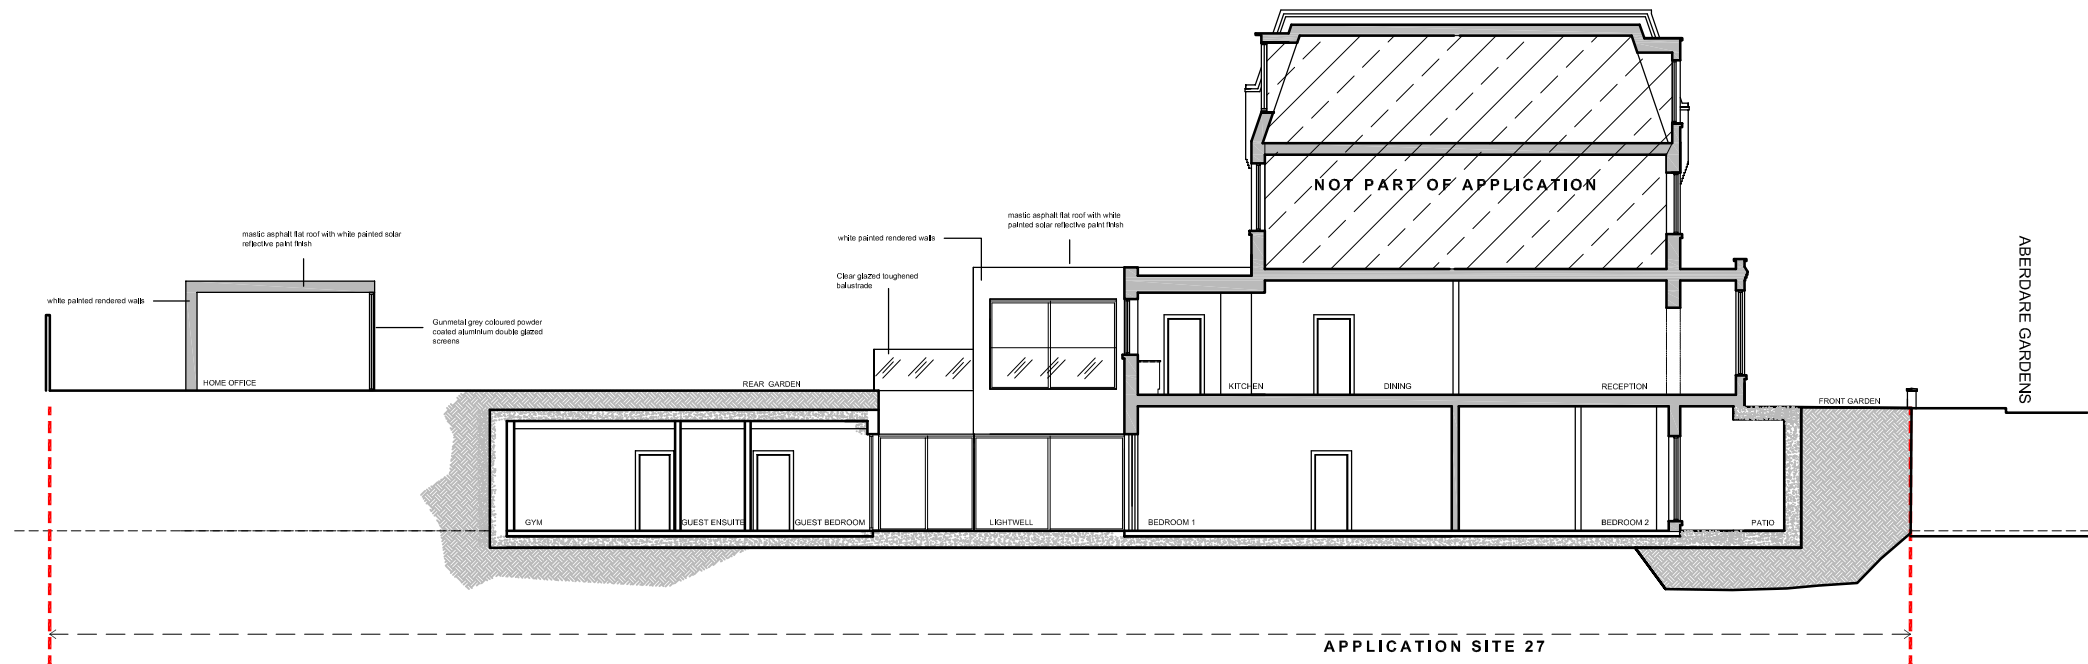 NOT PART OF APPLICATION
mastic asphalt flat roof with white
painted solar reflective paint finish
white painted rendered walls
Clear glazed toughened
balustrade
mastic asphalt flat roof with white painted solar
reflective paint finish
white painted rendered walls
Gunmetal grey coloured powder
coated aluminium double glazed
screens
HOME OFFICE
REAR GARDEN
KITCHEN
DINING
RECEPTION
FRONT GARDEN
ABERDARE GARDENS
GYM
GUEST ENSUITE
GUEST BEDROOM
LIGHTWELL
BEDROOM 1
BEDROOM 2
PATIO
APPLICATION SITE 27